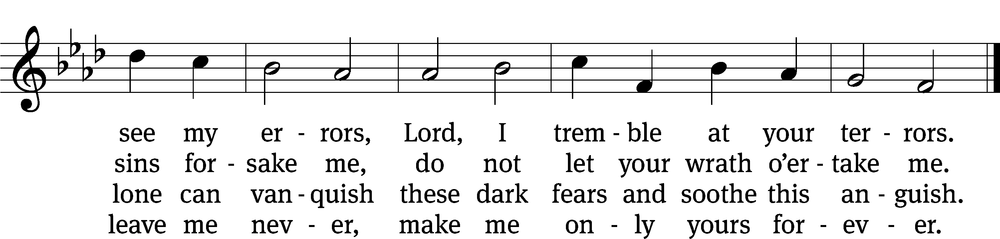 see my er - rors, Lord, I trem - ble at your ter - rors.
sins for - sake me, do not let your wrath o’er - take me.
lone can van - quish these dark fears and soothe this an - guish.
leave me nev - er, make me on - ly yours for - ev - er.